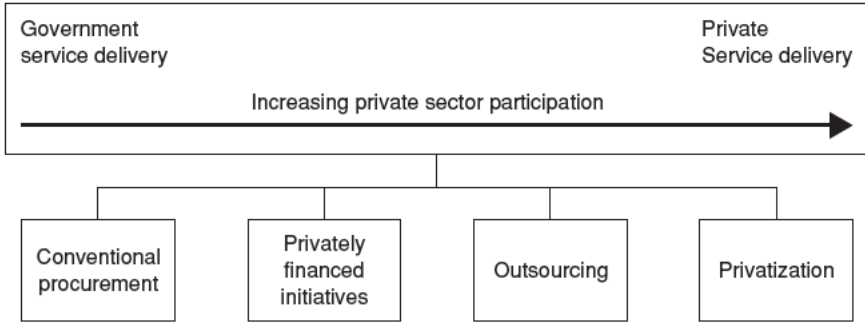 Government
service delivery
Private
Service delivery
Increasing private sector participation
Conventional
procurement
Privately
financed
initiatives
Outsourcing
Privatization